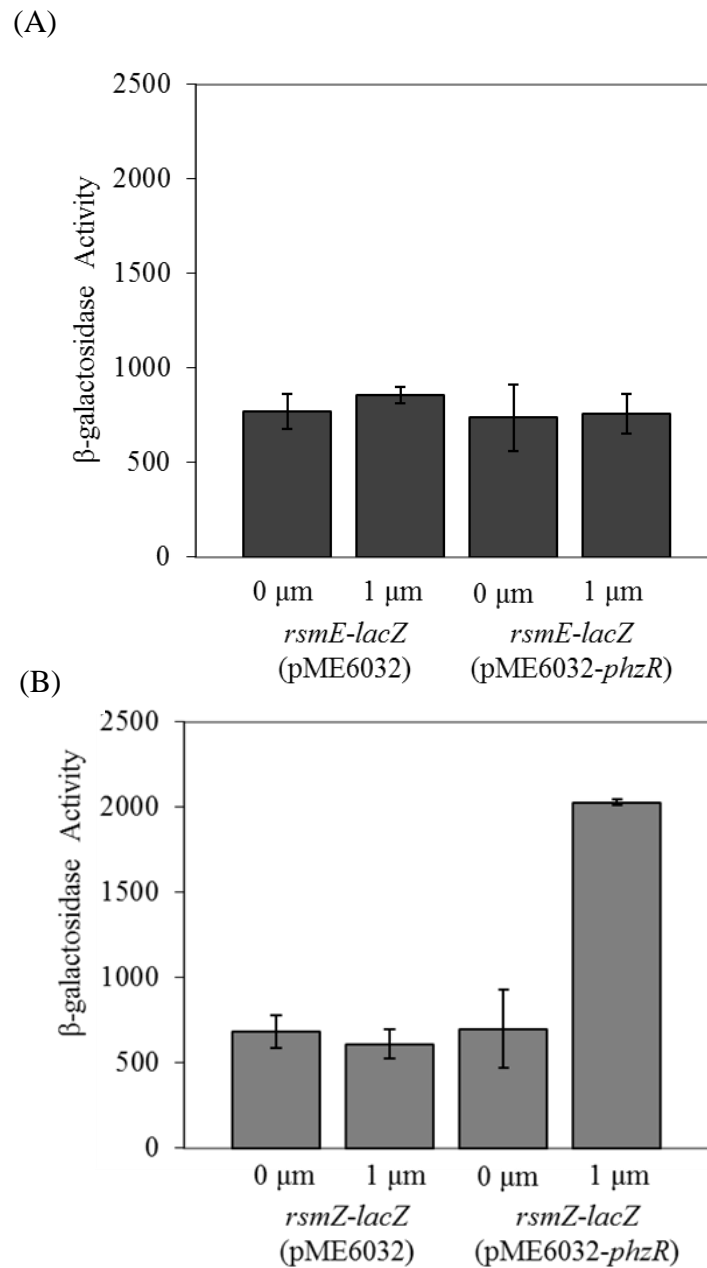 (A)
2500
2000
1500
1000
500
0
β-galactosidase Activity
0 μm 1 μm 0 μm 1 μm
rsmE-lacZ rsmE-lacZ
(pME6032) (pME6032-phzR)
(B)
2500
2000
1500
1000
500
0
β-galactosidase Activity
0 μm 1 μm 0 μm 1 μm
rsmZ-lacZ rsmZ-lacZ
(pME6032) (pME6032-phzR)